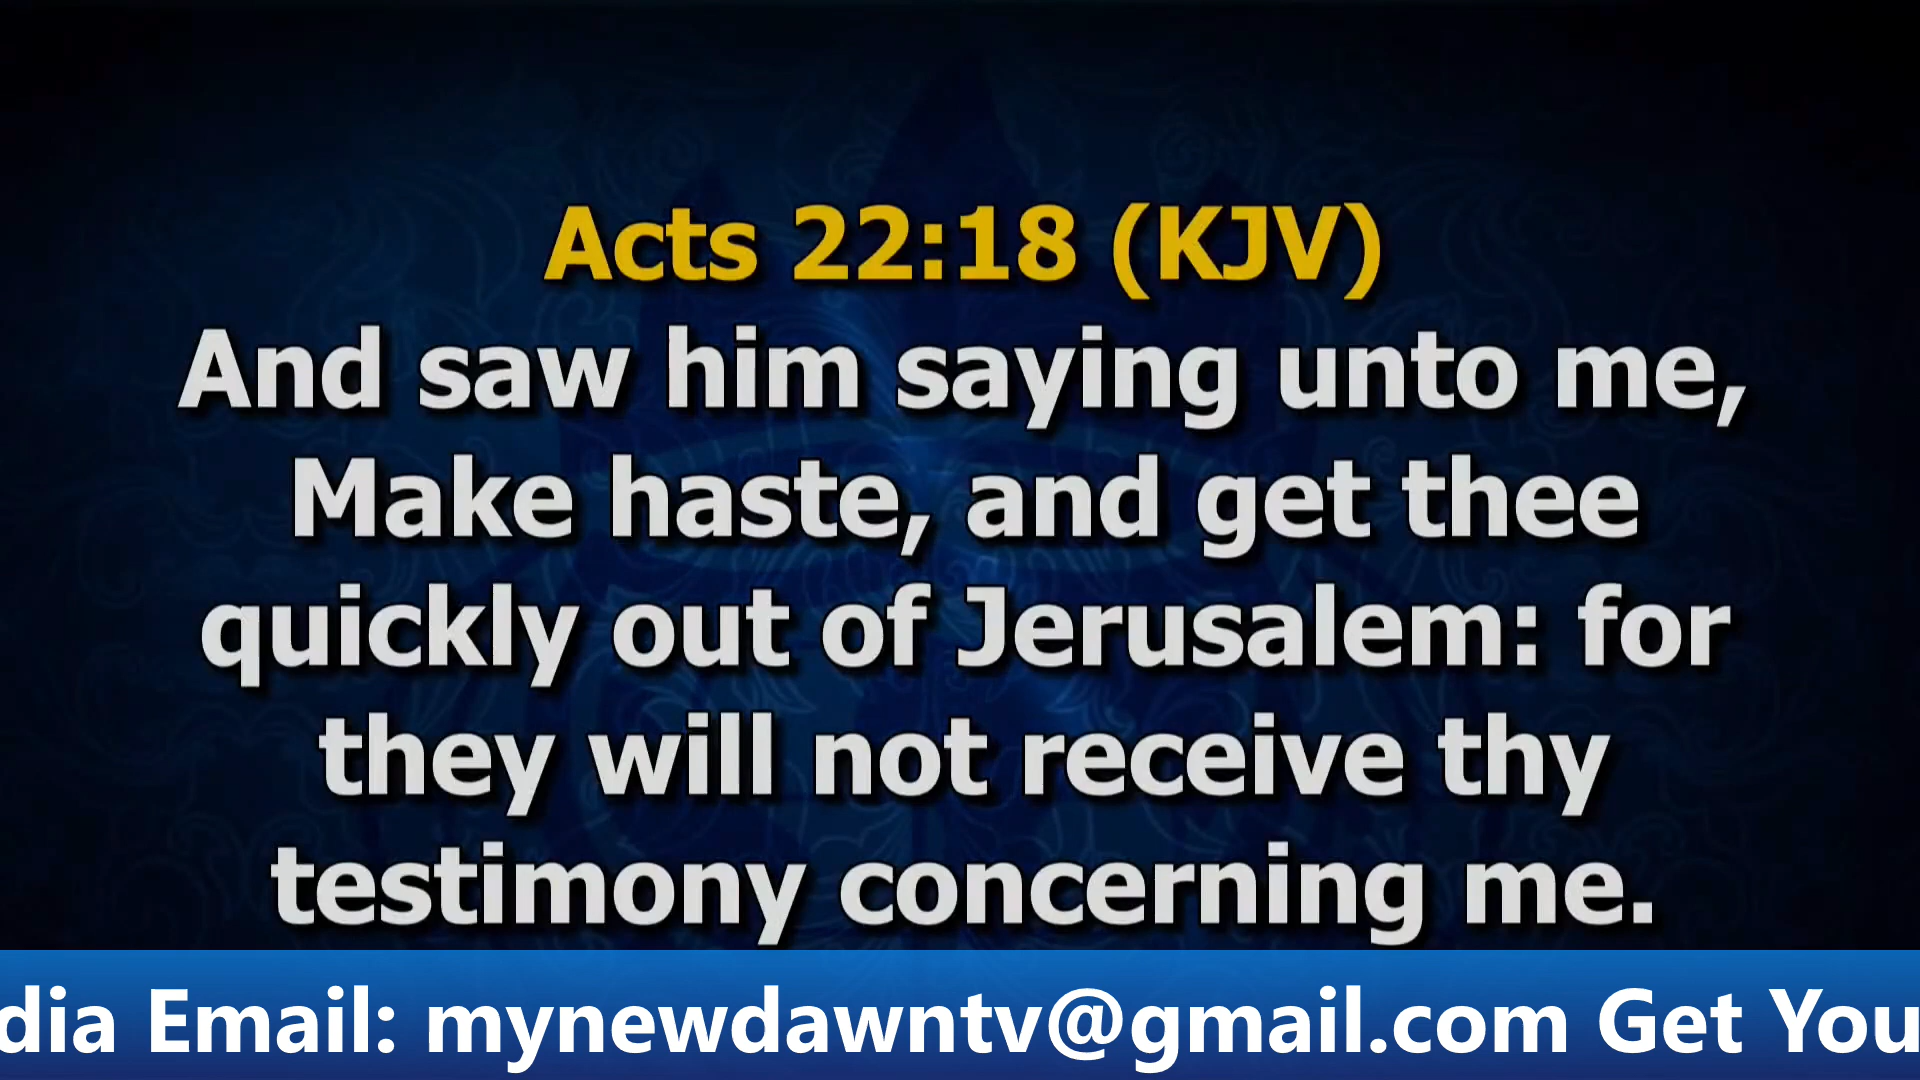 Acts 22:18 (KJV)
And saw him saying unto me,
Make haste, and get thee
quickly out of Jerusalem: for
they will not receive thy
testimony concerning me.
dia Email: mynewdawntv@gmail.com Get You